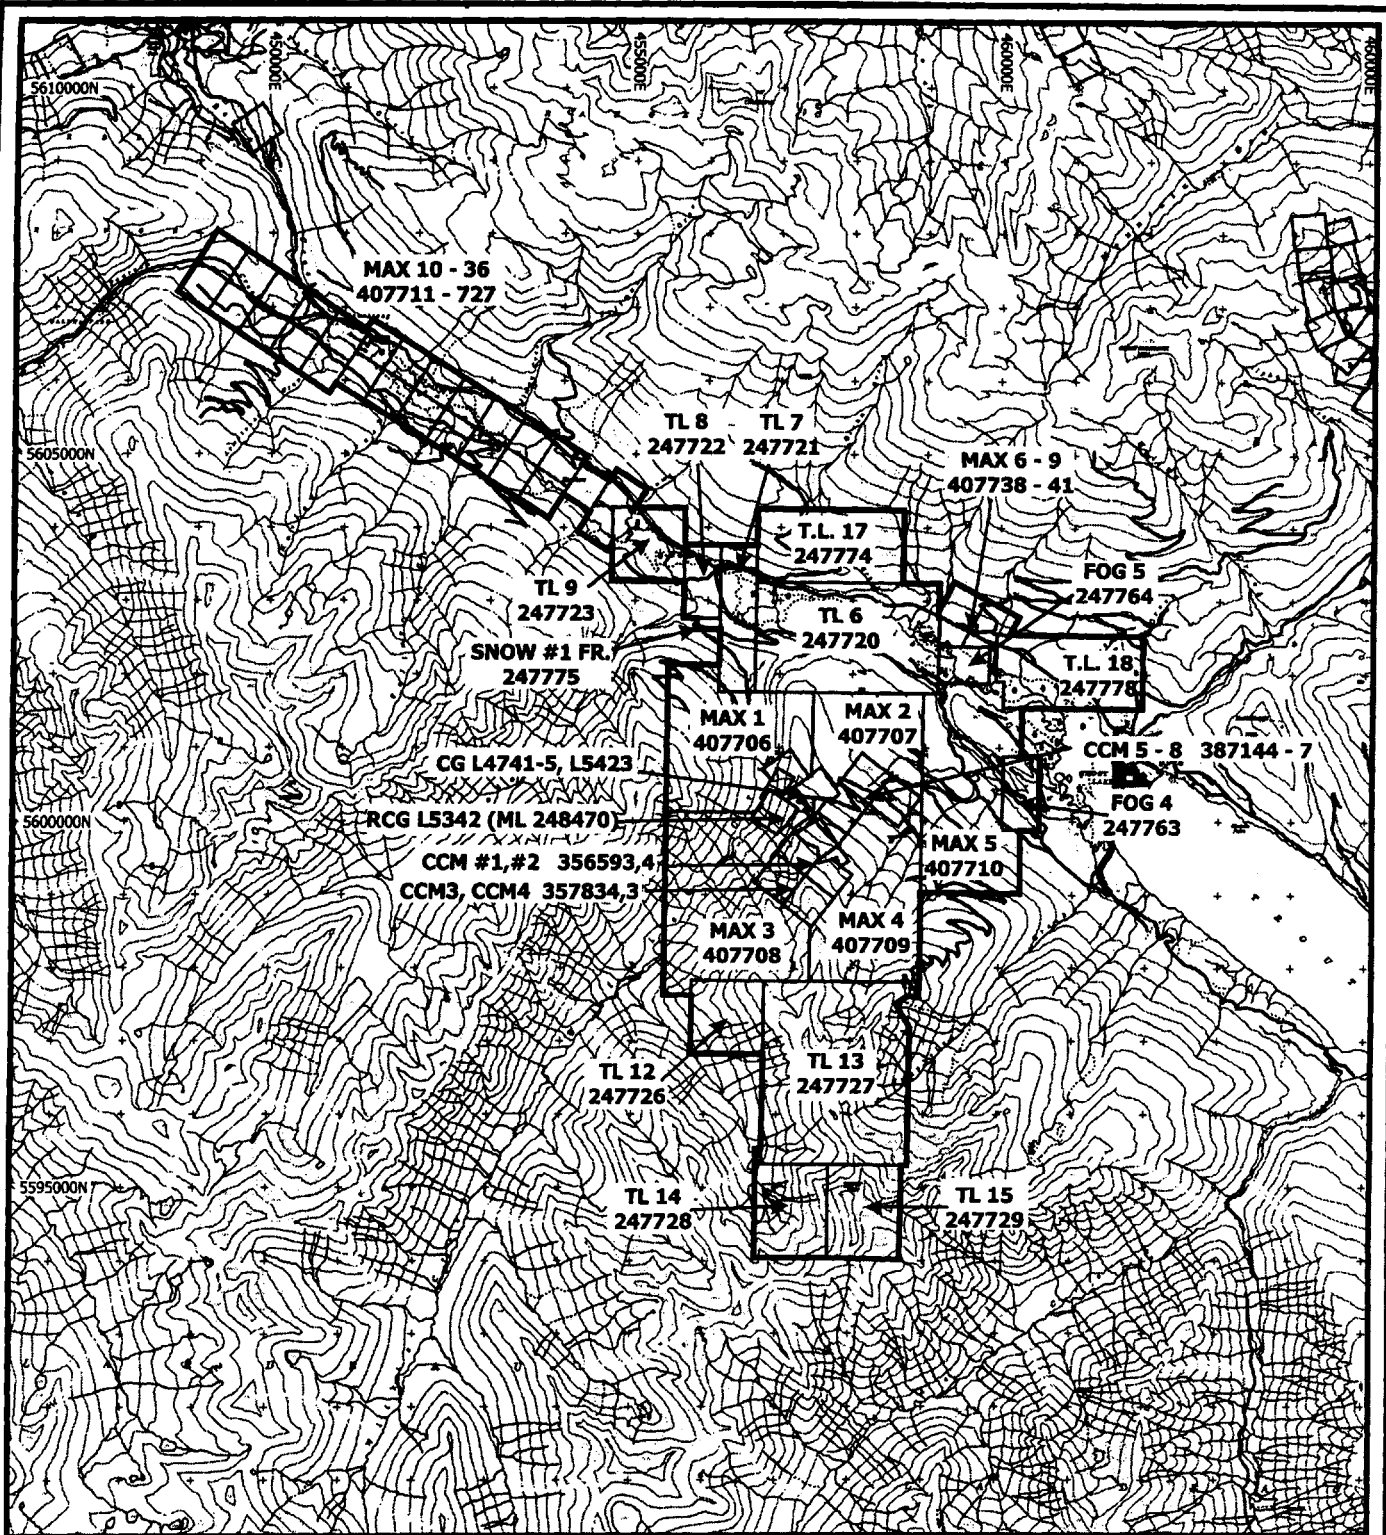 450000E
455000E
460000E
5610000N
MAX 10 - 36
407711 - 727
TL 8
247722
TL 7
247721
5605000N
MAX 6 - 9
407738 - 41
T.L. 17
247774
FOG 5
247764
TL 9
247723
TL 6
247720
SNOW #1 FR.
247775
T.L. 18
247778
MAX 1
407706
MAX 2
407707
CCM 5 - 8 387144 - 7
CG L4741-5, L5423
FOG 4
247763
RCG L5342 (ML 248470)
5600000N
MAX 5
407710
CCM #1,#2 356593,4
CCM3, CCM4 357834,3
MAX 3
407708
MAX 4
407709
TL 12
247726
TL 13
247727
5595000N
TL 14
247728
TL 15
247729